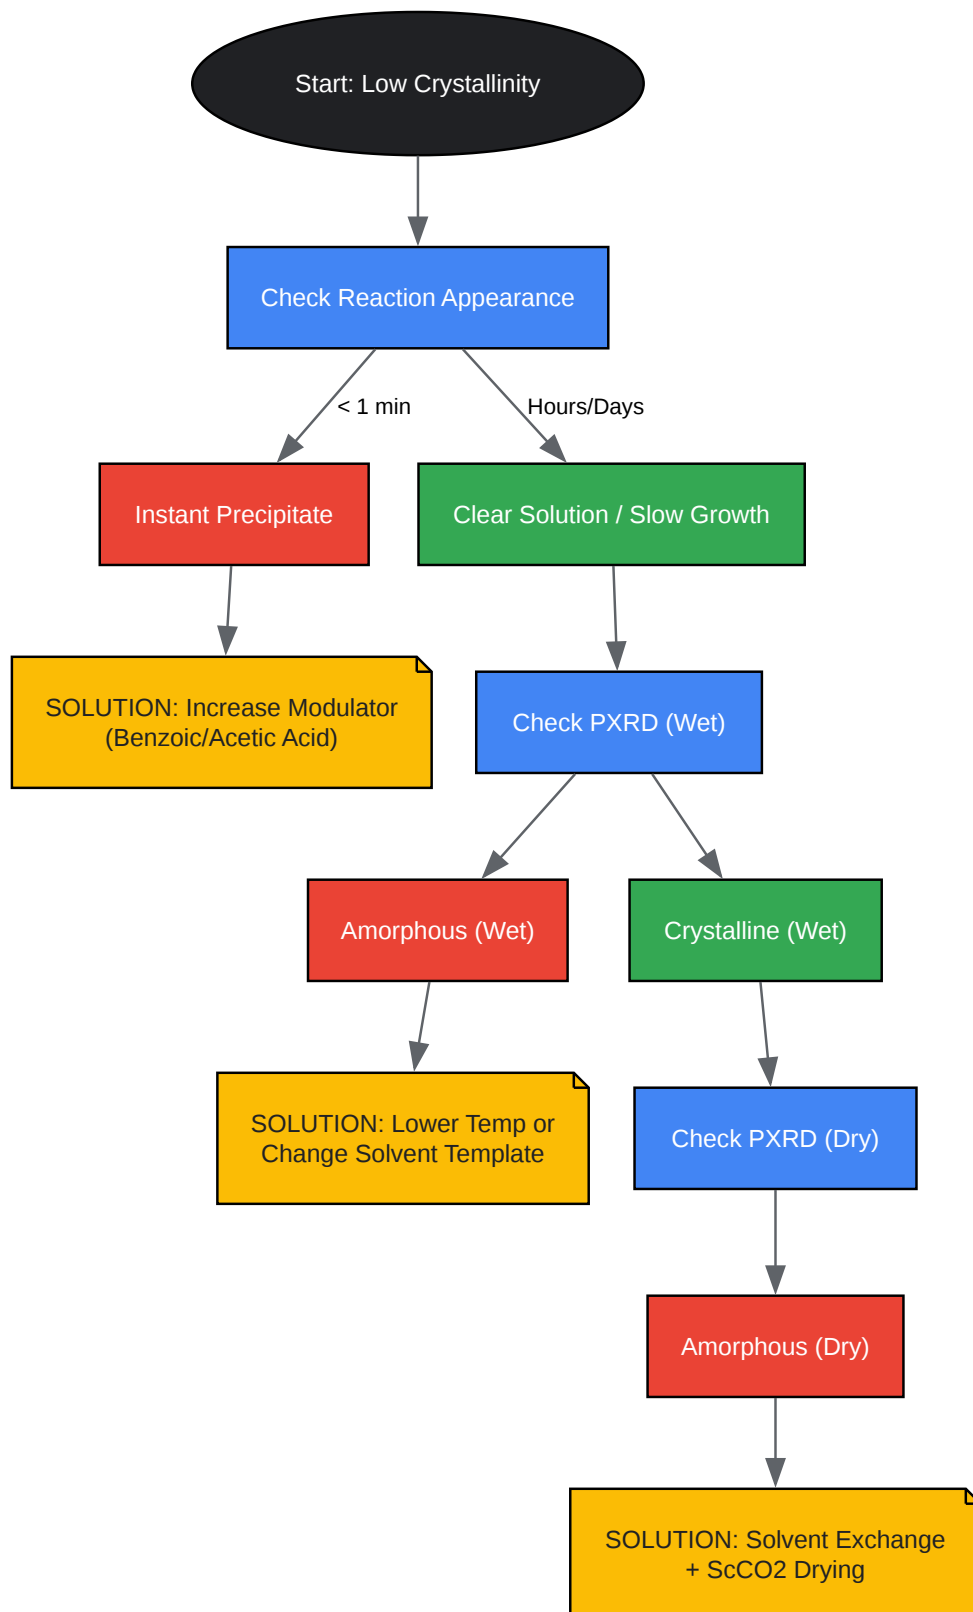 Start: Low Crystallinity
Check Reaction Appearance
< 1 min
Hours/Days
Instant Precipitate
Clear Solution / Slow Growth
SOLUTION: Increase Modulator
(Benzoic/Acetic Acid)
Check PXRD (Wet)
Amorphous (Wet)
Crystalline (Wet)
SOLUTION: Lower Temp or
Change Solvent Template
Check PXRD (Dry)
Amorphous (Dry)
SOLUTION: Solvent Exchange
+ ScCO2 Drying